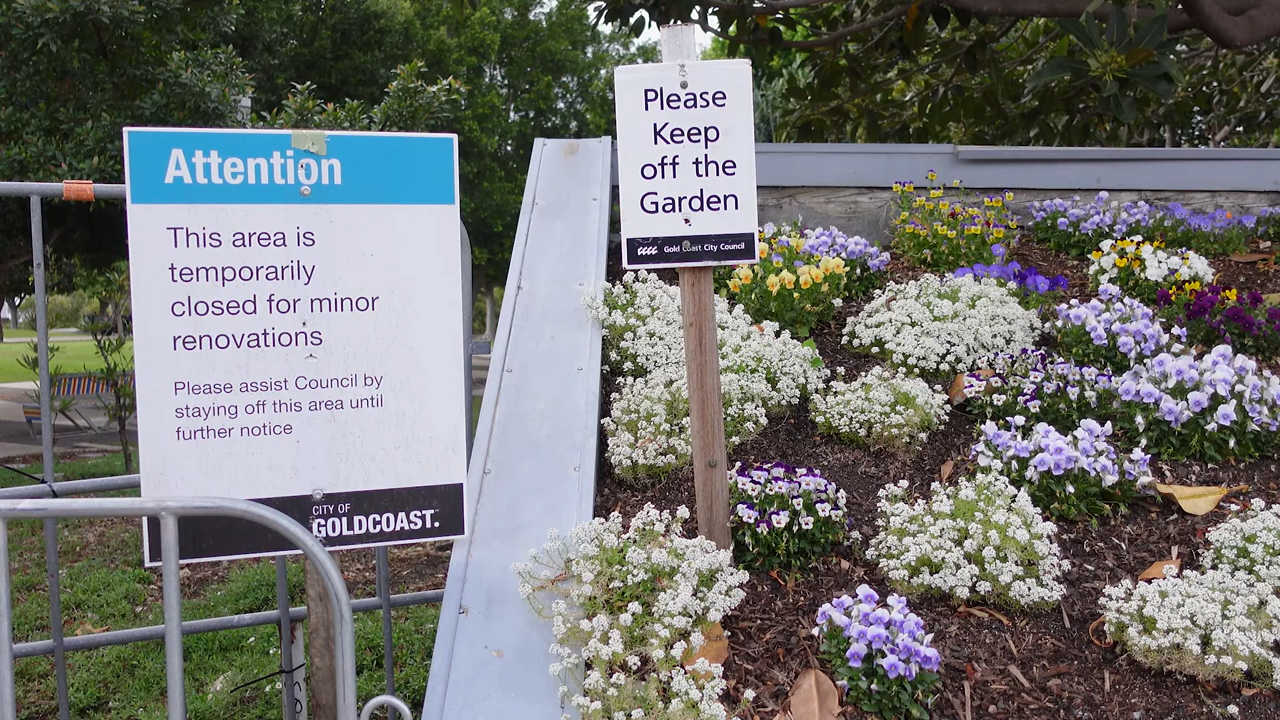 Attention
This area is
temporarily
closed for minor
renovations
Please assist Council by
staying off this area until
further notice
CITY OF
GOLDCOAST.
Please
Keep
off the
Garden
Gold Coast City Council